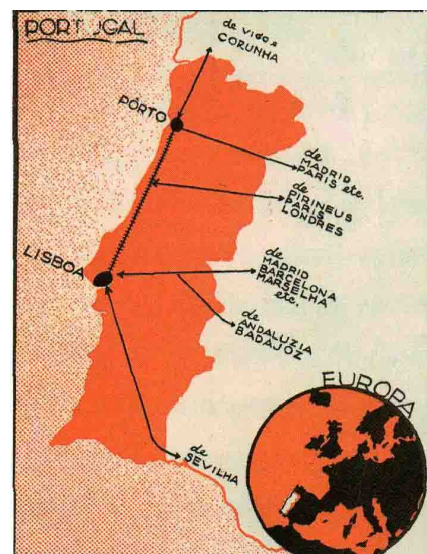 PORTUGAL
de vido e
CORUNHA
PÔRTO
de
MADRID
PARIS etc.
de
PIRINEUS
PARIS
LONDRES
LISBOA
de
MADRID
BARCELONA
MARSELHA
etc.
de
ANDALUZIA
BADAJOZ
EUROPA
de
SEVILHA